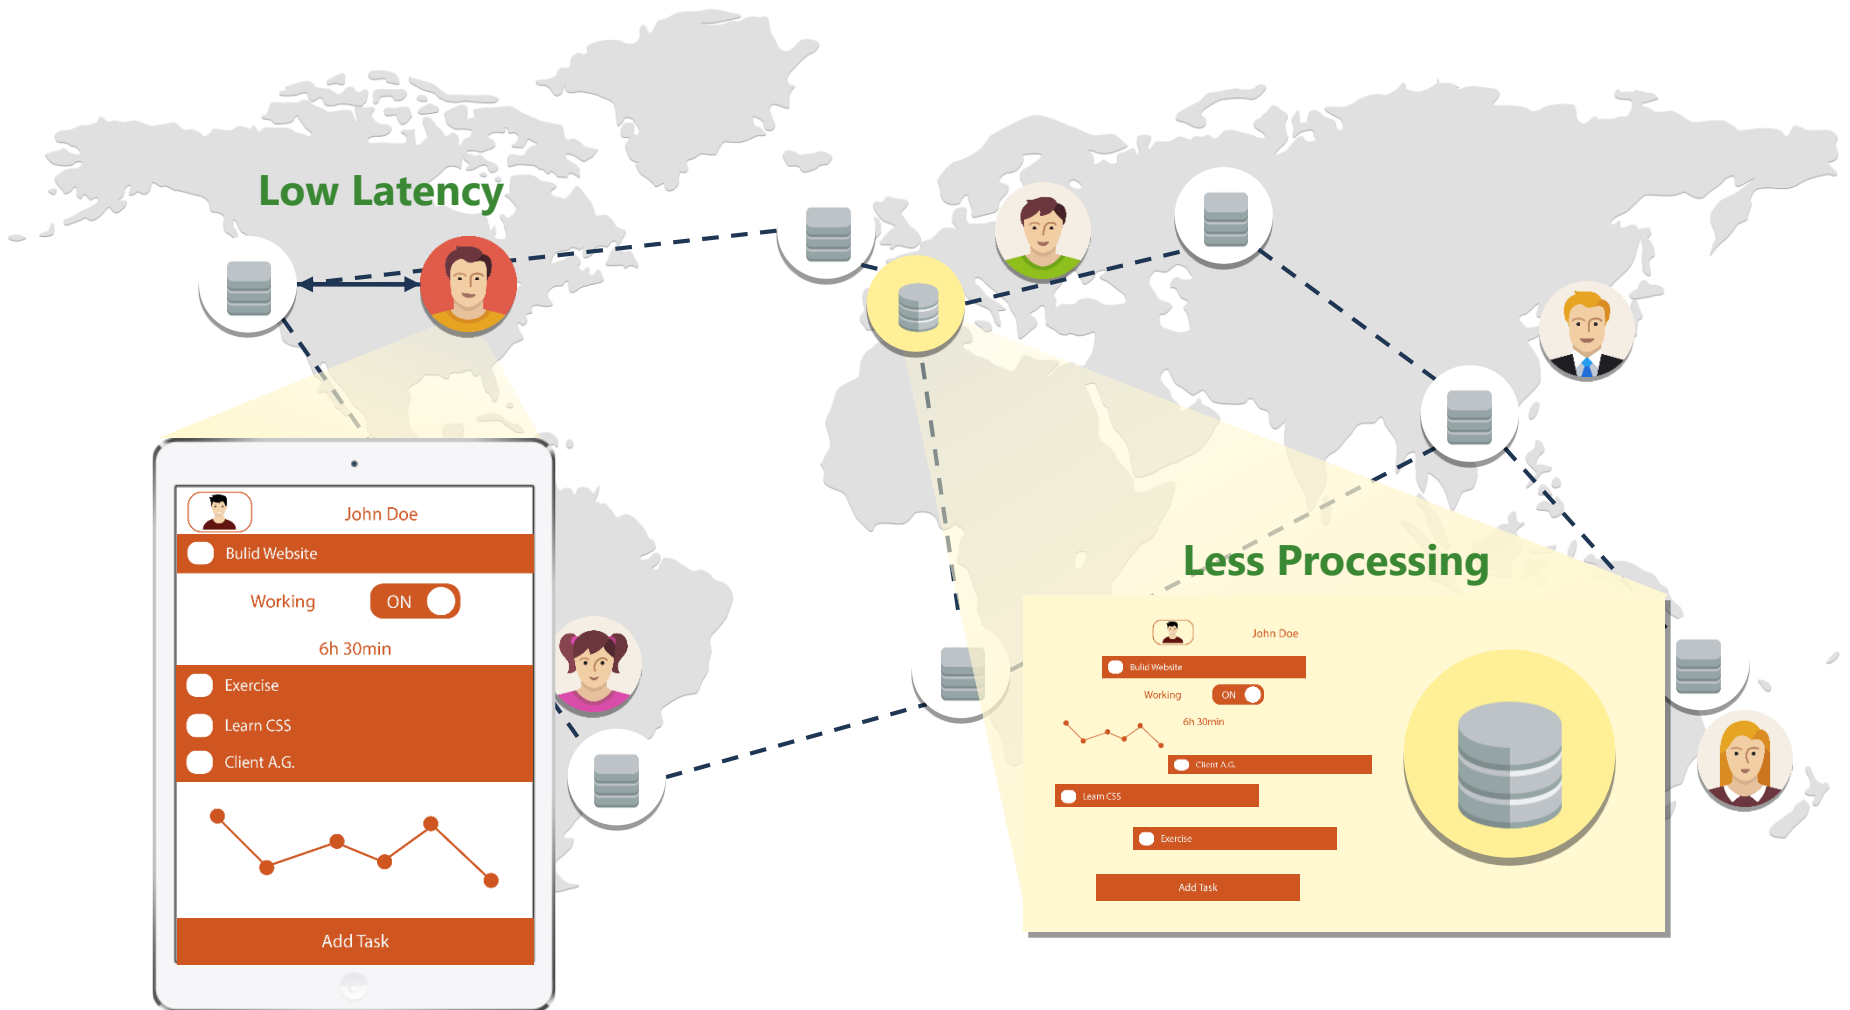 Low Latency
John Doe
Bulid Website
Working
ON
6h 30min
Exercise
Learn CSS
Client A.G.
Add Task
Less Processing
John Doe
Bulid Website
Working
ON
6h 30min
Client A.G.
Learn CSS
Exercise
Add Task